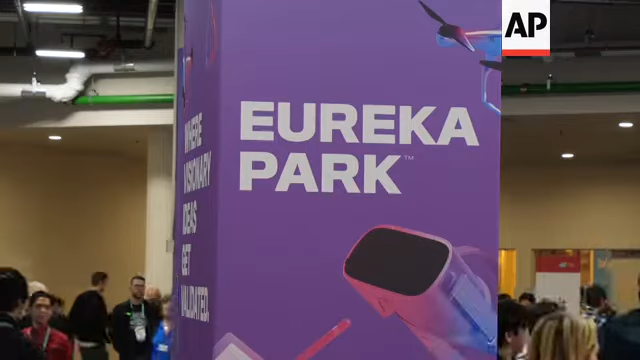 AP
EUREKA
PARK™
WHERE
VISIONARY
IDEAS
GET
VALIDATED.